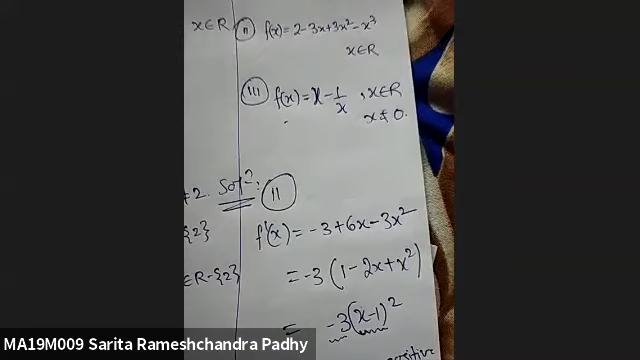 x∈R
(ii) f(x) = 2-3x+3x²-x³
x∈R
(iii) f(x) = x - 1/x, x∈R
x ≠ 0.
+2. Sol?:
(ii)
{2}
f'(x) = -3+6x-3x²
∈R-{2}
= -3(1-2x+x²)
= -3(x-1)²
MA19M009 Sarita Rameshchandra Padhy